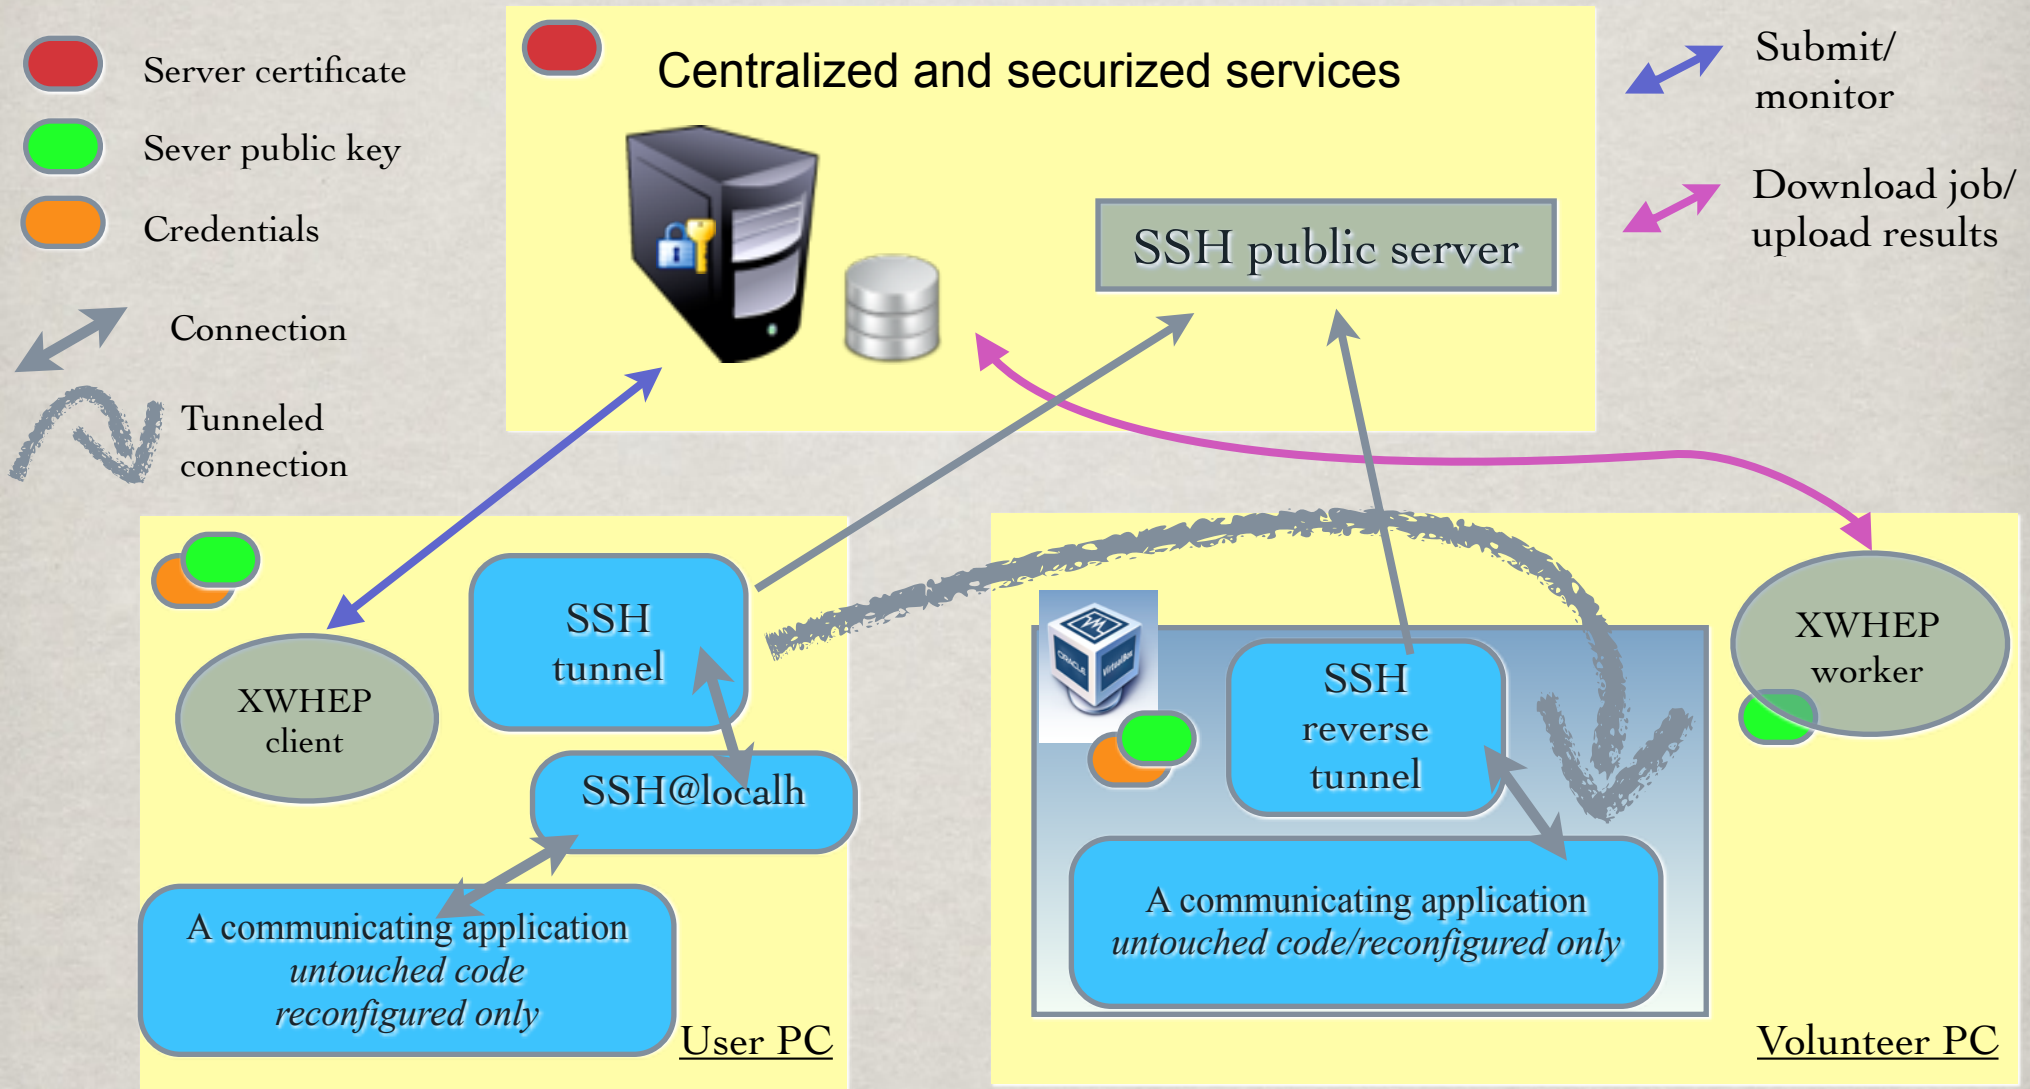 Server certificate
Sever public key
Credentials
Connection
Tunneled
connection
Centralized and securized services
SSH public server
Submit/
monitor
Download job/
upload results
XWHEP
client
SSH
tunnel
SSH@localh
A communicating application
untouched code
reconfigured only
User PC
ORACLE
VirtualBox
SSH
reverse
tunnel
A communicating application
untouched code/reconfigured only
XWHEP
worker
Volunteer PC